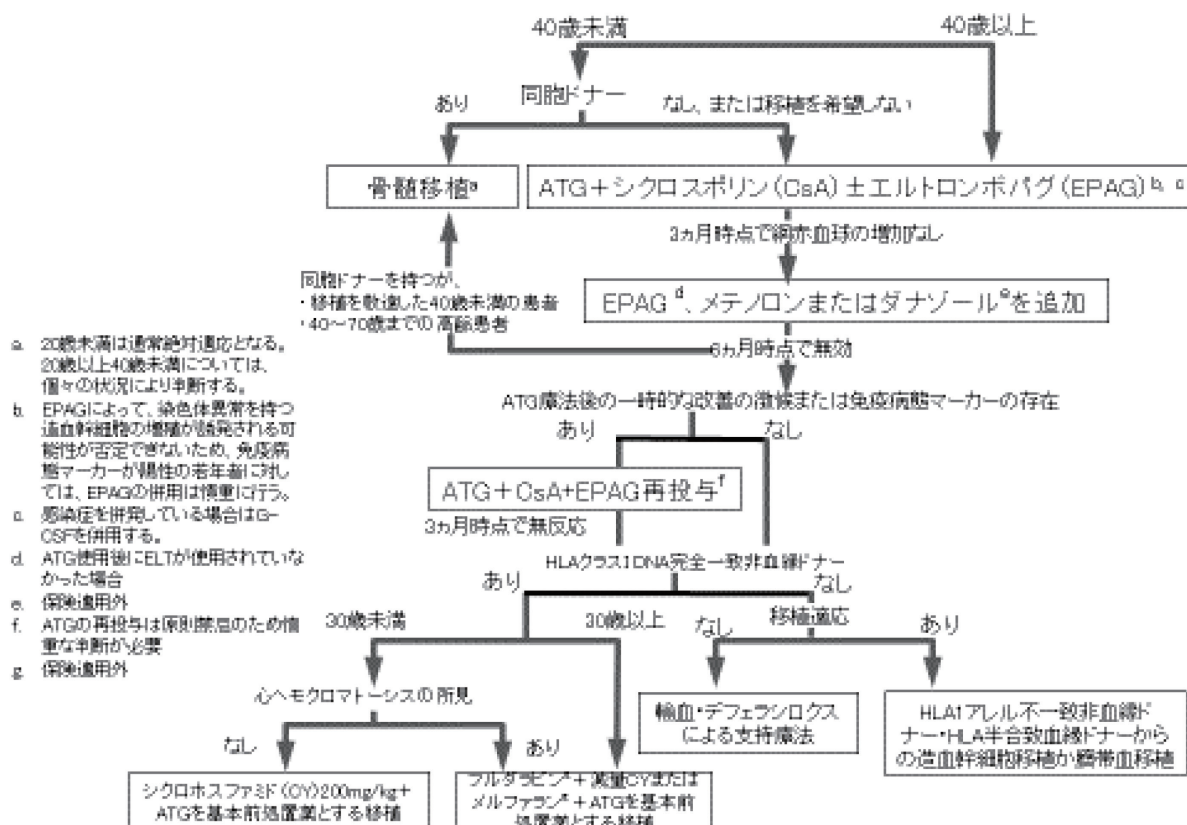 40歳未満
40歳以上
同胞ドナー
あり
なし、または移植を希望しない
骨髄移植a
ATG+シクロスポリン(CsA)±エルトロンボパグ(EPAG) b, c
3ヵ月時点で網赤血球の増加なし
同胞ドナーを持つが、
・移植を敬遠した40歳未満の患者
・40〜70歳までの高齢患者
EPAG d、メテノロンまたはダナゾールeを追加
6ヵ月時点で無効
ATG療法後の一時的な改善の徴候または免疫病態マーカーの存在
あり
なし
ATG+CsA+EPAG再投与f
3ヵ月時点で無反応
HLAクラスI DNA完全一致非血縁ドナー
あり
なし
30歳未満
30歳以上
移植適応
なし
あり
心ヘモクロマトーシスの所見
なし
あり
輸血・デフェラシロクス
による支持療法
HLA1アレル不一致非血縁ド
ナー・HLA半合致血縁ドナーから
の造血幹細胞移植か臍帯血移植
シクロホスファミド(CY)200mg/kg+
ATGを基本前処置薬とする移植
フルダラビンg+減量CYまたは
メルファランg+ATGを基本前
処置薬とする移植
a. 20歳未満は通常絶対適応となる。
20歳以上40歳未満については、
個々の状況により判断する。
b. EPAGによって、染色体異常を持つ
造血幹細胞の増殖が誘発される可
能性が否定できないため、免疫病
態マーカーが陽性の若年者に対し
ては、EPAGの併用は慎重に行う。
c. 感染症を併発している場合はG-
CSFを併用する。
d. ATG使用後にELTが使用されていな
かった場合
e. 保険適用外
f. ATGの再投与は原則禁忌のため慎
重な判断が必要
g. 保険適用外